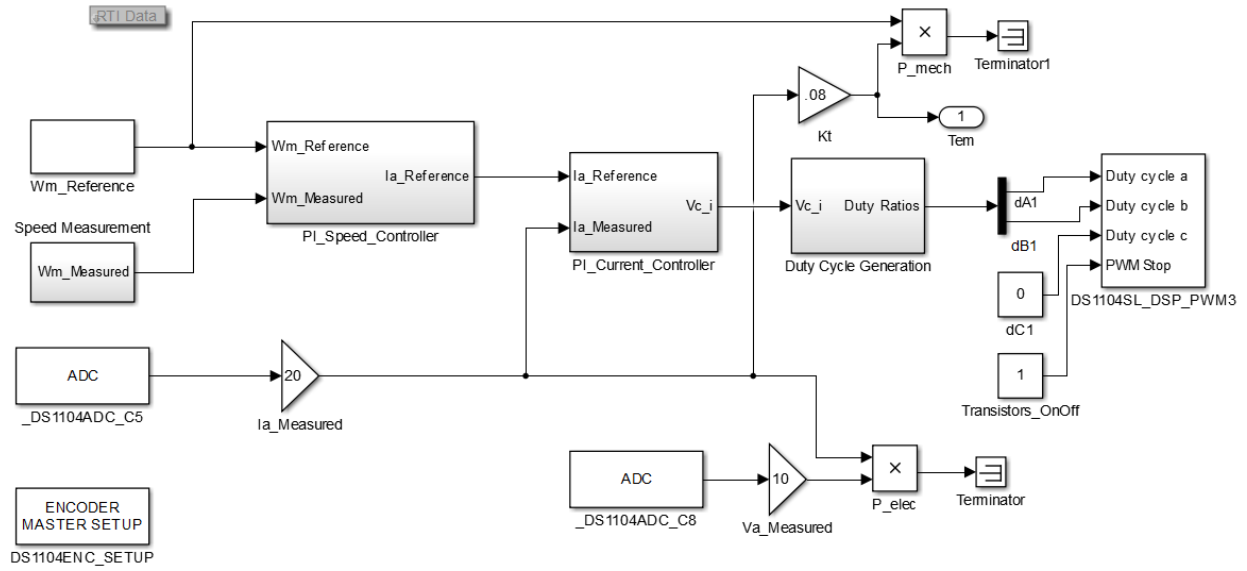 RTI Data
×
P_mech
Terminator1
.08
Kt
1
Tem
Wm_Reference
Wm_Reference
Wm_Measured
Ia_Reference
PI_Speed_Controller
Ia_Reference
Ia_Measured
Vc_i
PI_Current_Controller
Vc_i
Duty Ratios
Duty Cycle Generation
dA1
dB1
Duty cycle a
Duty cycle b
Duty cycle c
PWM Stop
DS1104SL_DSP_PWM3
Speed Measurement
Wm_Measured
0
dC1
1
Transistors_OnOff
ADC
_DS1104ADC_C5
20
Ia_Measured
ADC
_DS1104ADC_C8
10
Va_Measured
×
P_elec
Terminator
ENCODER
MASTER SETUP
DS1104ENC_SETUP